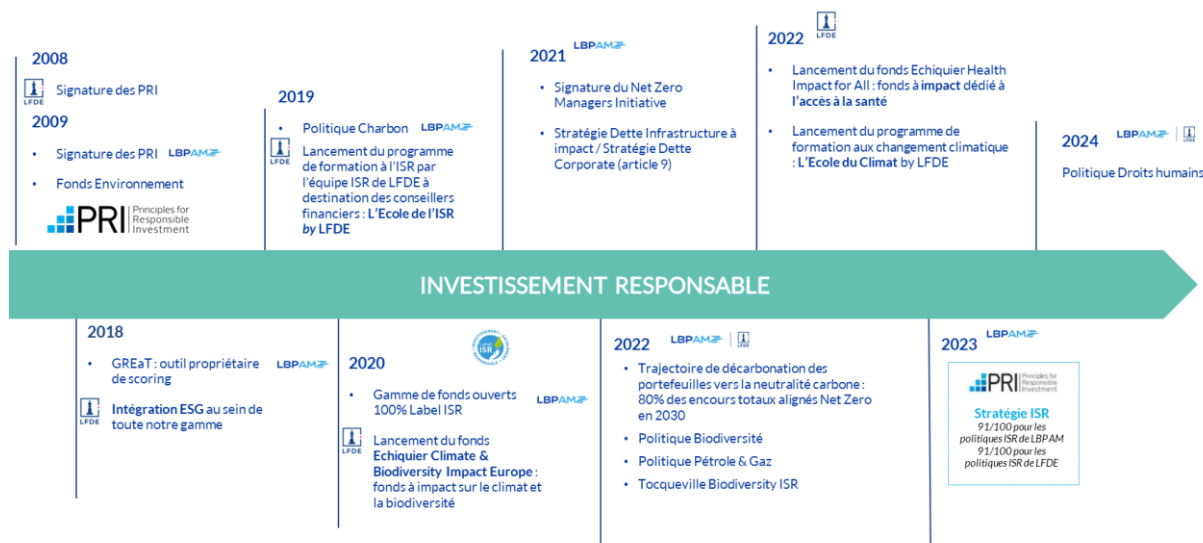 2008
LFDE
Signature des PRI
2009
• Signature des PRI LBPAM
• Fonds Environnement
PRI Principles for
Responsible
Investment
2019
• Politique Charbon LBPAM
LFDE
Lancement du programme
de formation à l'ISR par
l'équipe ISR de LFDE à
destination des conseillers
financiers : L'Ecole de l'ISR
by LFDE
2021 LBPAM
• Signature du Net Zero
Managers Initiative
• Stratégie Dette Infrastructure à
impact / Stratégie Dette
Corporate (article 9)
2022 LFDE
• Lancement du fonds Echiquier Health
Impact for All : fonds à impact dédié à
l'accès à la santé
• Lancement du programme de
formation aux changement climatique
: L'Ecole du Climat by LFDE
2024 LBPAM LFDE
Politique Droits humains
INVESTISSEMENT RESPONSABLE
2018
• GREaT : outil propriétaire LBPAM
de scoring
LFDE
Intégration ESG au sein de
toute notre gamme
2020
ISR
• Gamme de fonds ouverts
100% Label ISR LBPAM
LFDE
Lancement du fonds
Echiquier Climate &
Biodiversity Impact Europe :
fonds à impact sur le climat et
la biodiversité
2022 LBPAM LFDE
• Trajectoire de décarbonation des
portefeuilles vers la neutralité carbone :
80% des encours totaux alignés Net Zero
en 2030
• Politique Biodiversité
• Politique Pétrole & Gaz
• Tocqueville Biodiversity ISR
2023 LBPAM
PRI Principles for
Responsible
Investment
Stratégie ISR
91/100 pour les
politiques ISR de LBPAM
91/100 pour les
politiques ISR de LFDE